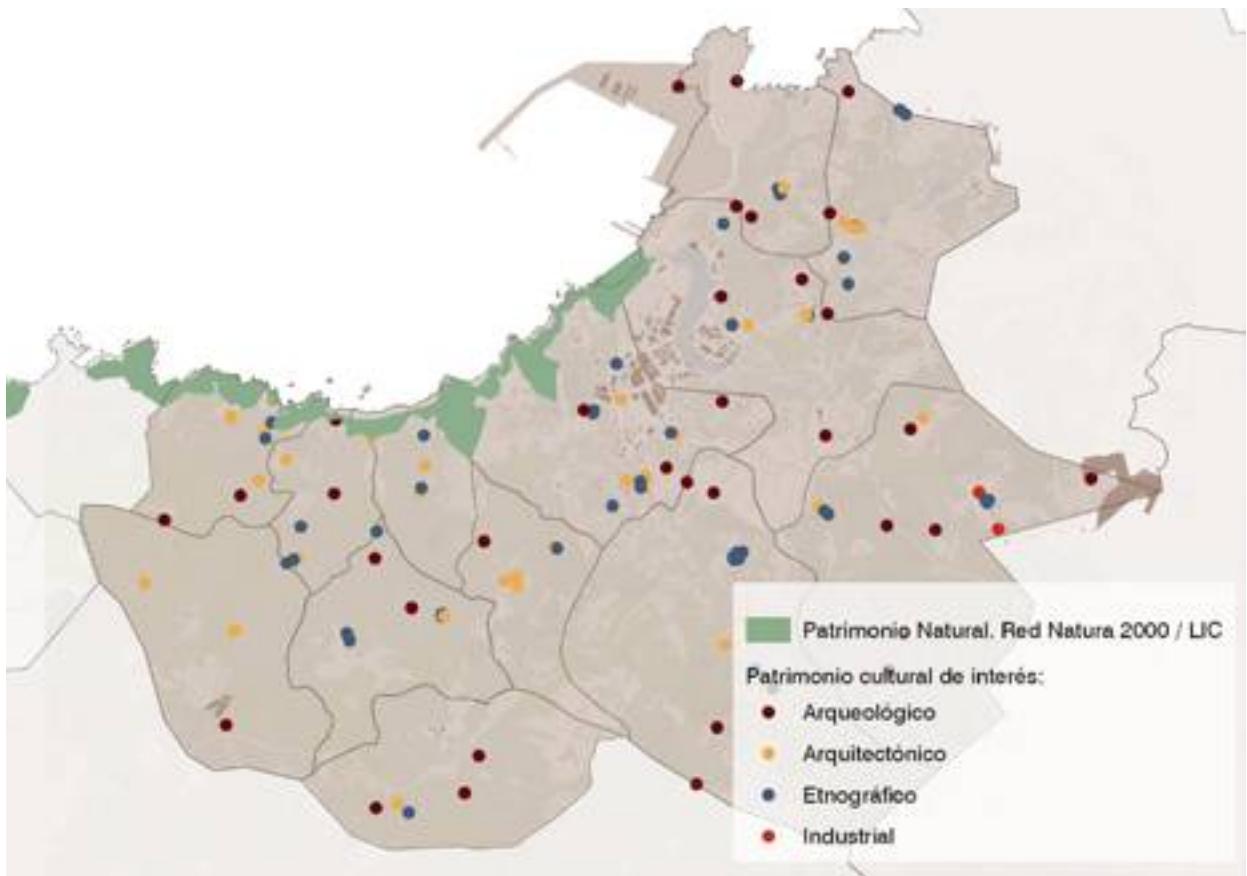 Patrimonio Natural. Red Natura 2000 / LIC
Patrimonio cultural de interés:
Arqueológico
Arquitectónico
Etnográfico
Industrial